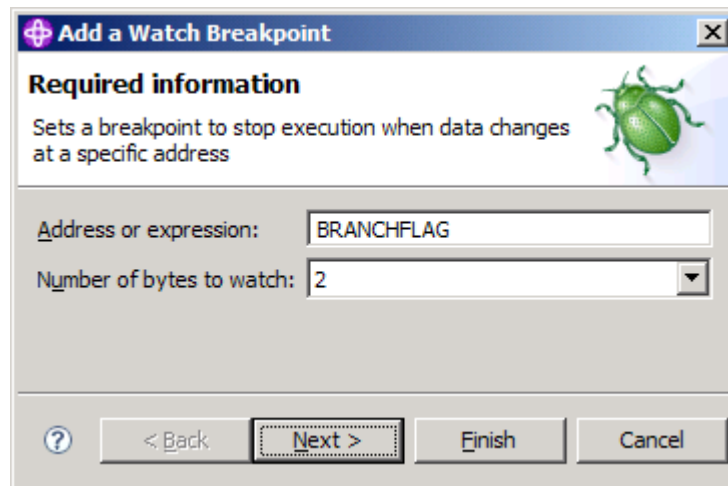 Add a Watch Breakpoint
Required information
Sets a breakpoint to stop execution when data changes
at a specific address
Address or expression: BRANCHFLAG
Number of bytes to watch: 2
? < Back Next > Finish Cancel